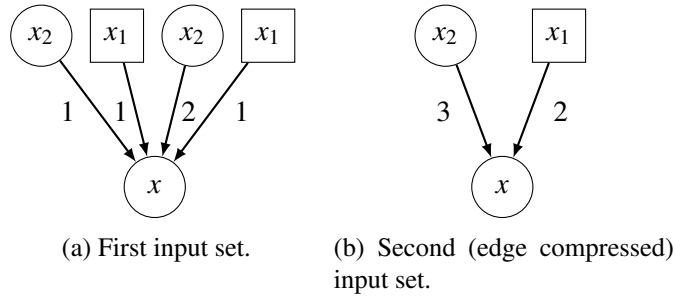 x₂ x₁ x₂ x₁
1 1 2 1
x
(a) First input set.
x₂ x₁
3 2
x
(b) Second (edge compressed)
input set.